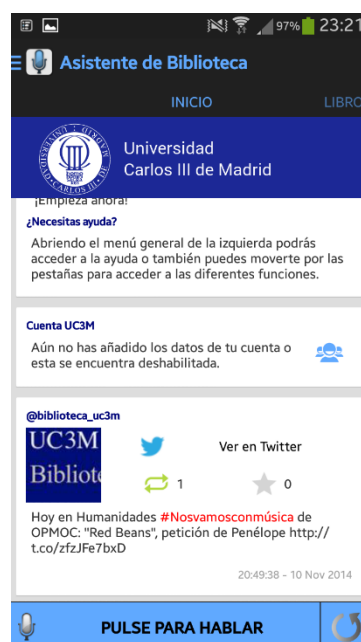 97% 23:21
Asistente de Biblioteca
INICIO LIBRO
Universidad
Carlos III de Madrid
¡Empieza ahora!
¿Necesitas ayuda?
Abriendo el menú general de la izquierda podrás
acceder a la ayuda o también puedes moverte por las
pestañas para acceder a las diferentes funciones.
Cuenta UC3M
Aún no has añadido los datos de tu cuenta o
esta se encuentra deshabilitada.
@biblioteca_uc3m
UC3M
Bibliote
Ver en Twitter
1 0
Hoy en Humanidades #Nosvamosconmúsica de
OPMOC: "Red Beans", petición de Penélope http://
t.co/zfzJFe7bxD
20:49:38 - 10 Nov 2014
PULSE PARA HABLAR